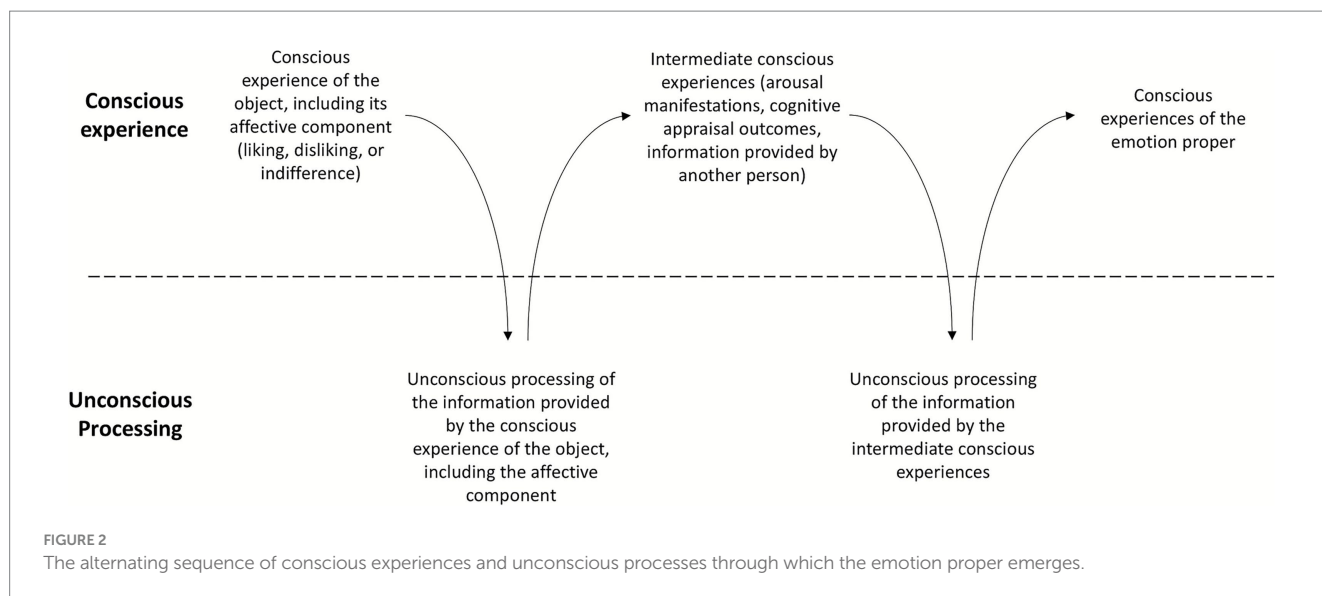 Conscious
experience
Conscious
experience of the
object, including its
affective component
(liking, disliking, or
indifference)
Intermediate conscious
experiences (arousal
manifestations, cognitive
appraisal outcomes,
information provided by
another person)
Conscious
experiences of the
emotion proper
Unconscious
Processing
Unconscious processing of
the information provided
by the conscious
experience of the object,
including the affective
component
Unconscious processing
of the information
provided by the
intermediate conscious
experiences
FIGURE 2
The alternating sequence of conscious experiences and unconscious processes through which the emotion proper emerges.